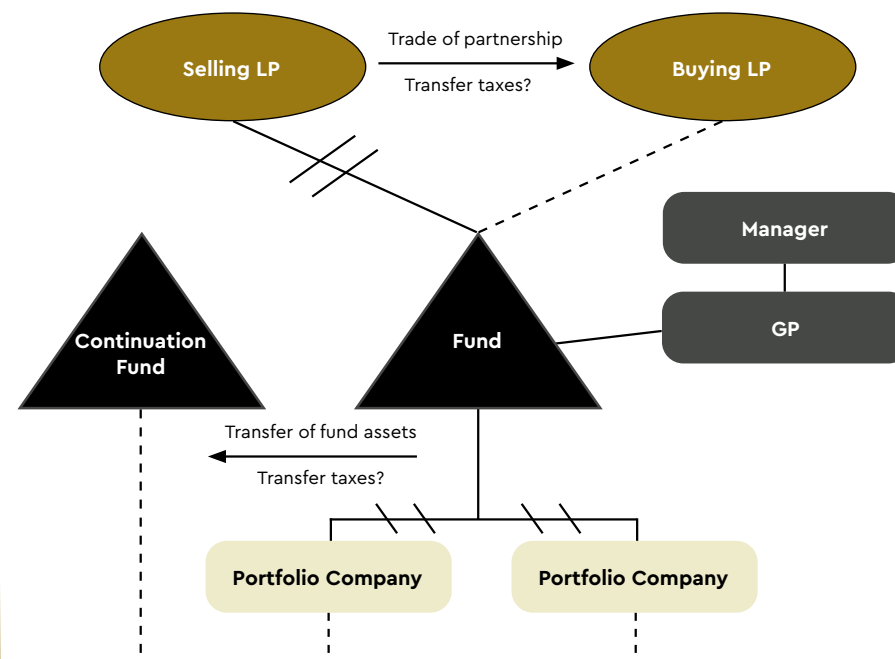 Trade of partnership
Selling LP
Buying LP
Transfer taxes?
Manager
GP
Continuation
Fund
Fund
Transfer of fund assets
Transfer taxes?
Portfolio Company
Portfolio Company